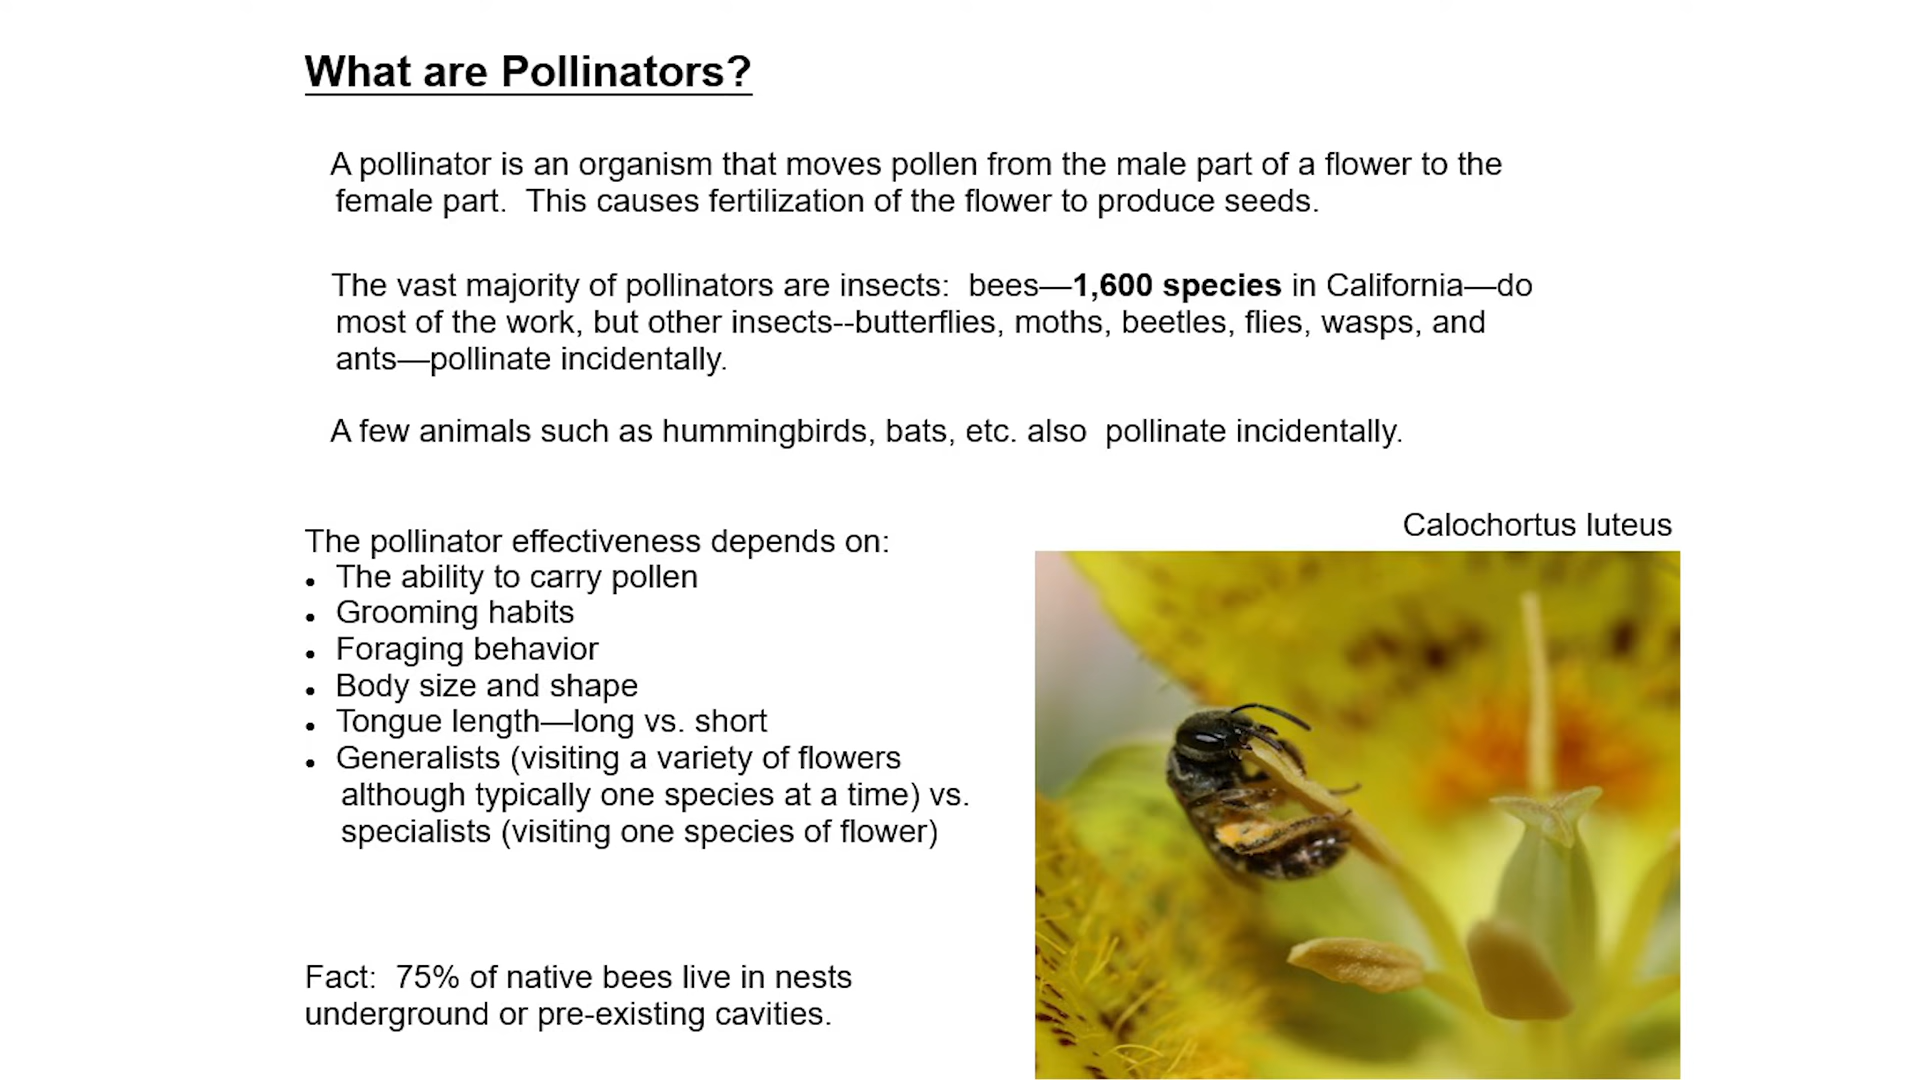 What are Pollinators?
A pollinator is an organism that moves pollen from the male part of a flower to the
female part.  This causes fertilization of the flower to produce seeds.
The vast majority of pollinators are insects:  bees—1,600 species in California—do
most of the work, but other insects--butterflies, moths, beetles, flies, wasps, and
ants—pollinate incidentally.
A few animals such as hummingbirds, bats, etc. also  pollinate incidentally.
The pollinator effectiveness depends on:
• The ability to carry pollen
• Grooming habits
• Foraging behavior
• Body size and shape
• Tongue length—long vs. short
• Generalists (visiting a variety of flowers
although typically one species at a time) vs.
specialists (visiting one species of flower)
Fact:  75% of native bees live in nests
underground or pre-existing cavities.
Calochortus luteus